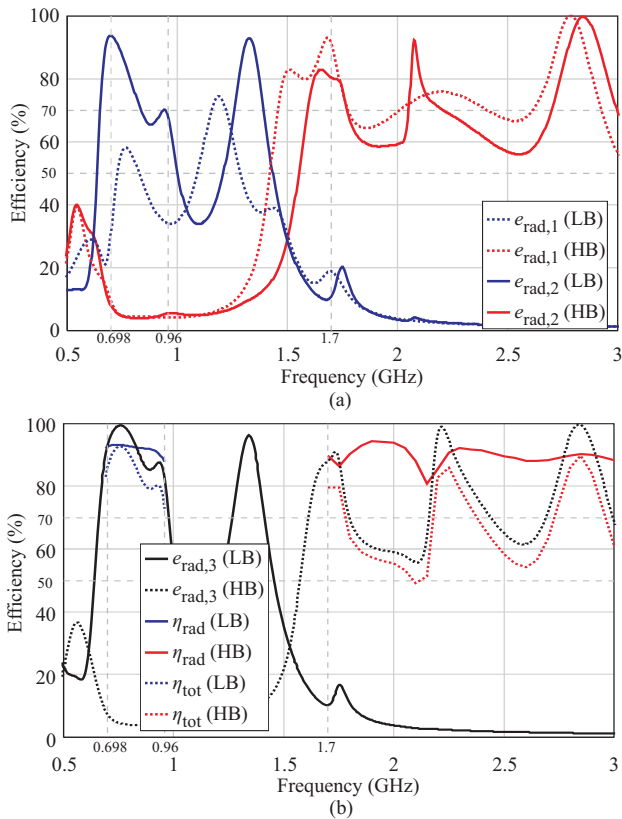 100
80
70
60
50
40
20
0
Efficiency (%)
e_rad,1 (LB)
e_rad,1 (HB)
e_rad,2 (LB)
e_rad,2 (HB)
0.5 0.698 0.96 1 1.5 1.7 2 2.5 3
Frequency (GHz)
(a)
100
80
70
60
50
40
20
0
Efficiency (%)
e_rad,3 (LB)
e_rad,3 (HB)
η_rad (LB)
η_rad (HB)
η_tot (LB)
η_tot (HB)
0.5 0.698 0.96 1 1.5 1.7 2 2.5 3
Frequency (GHz)
(b)